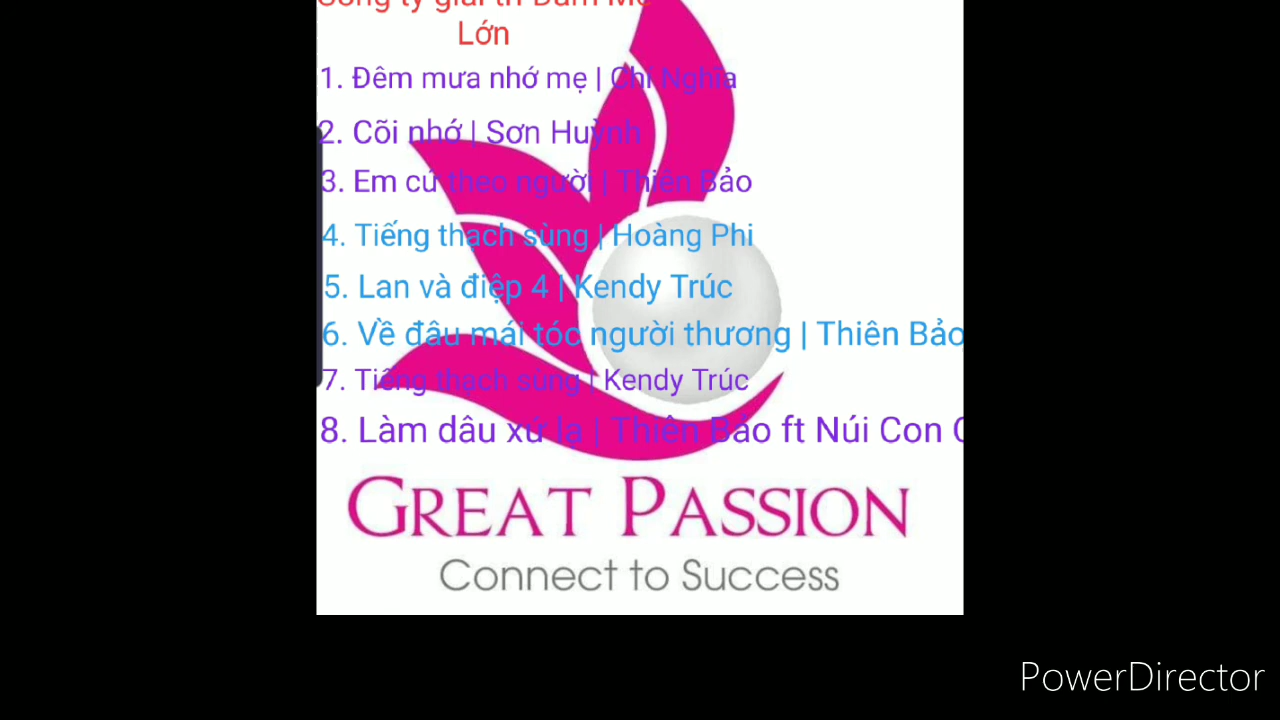 Lớn
1. Đêm mưa nhớ mẹ | Chí Nghĩa
2. Cõi nhớ | Sơn Huỳnh
3. Em cứ theo người | Thiên Bảo
4. Tiếng thạch sùng | Hoàng Phi
5. Lan và điệp 4 | Kendy Trúc
6. Về đâu mái tóc người thương | Thiên Bảo
7. Tiếng thạch sùng | Kendy Trúc
8. Làm dâu xứ lạ | Thiên Bảo ft Núi Con
GREAT PASSION
Connect to Success
PowerDirector